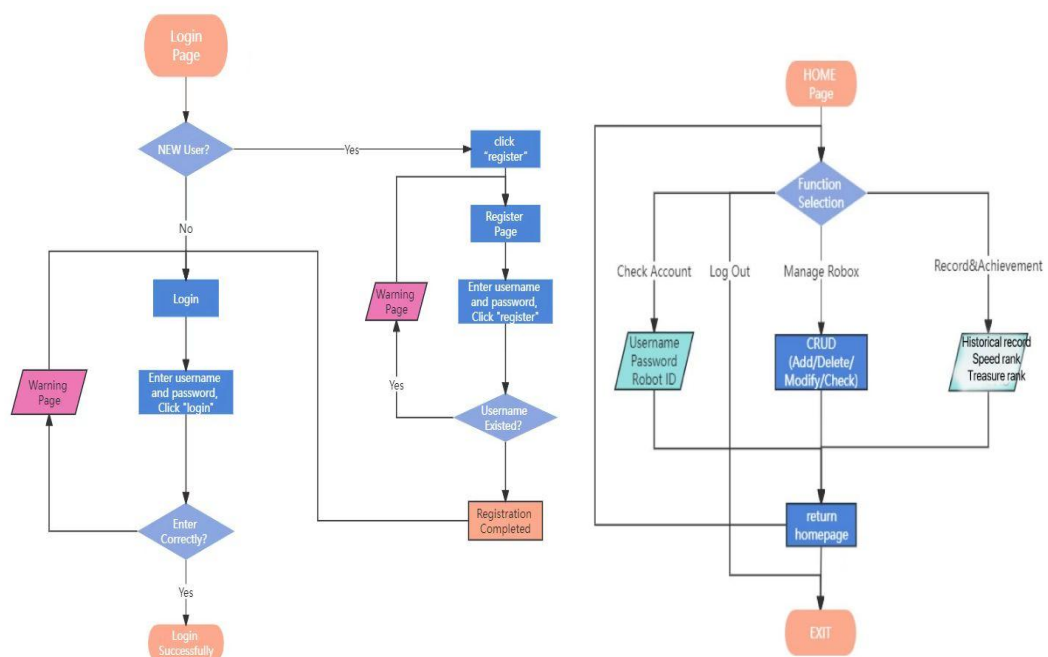 Login
Page
NEW User?
Yes
click
"register"
Register
Page
No
Login
Warning
Page
Enter username
and password,
Click "register"
Enter username
and password,
Click "login"
Warning
Page
Yes
Username
Existed?
Enter
Correctly?
Registration
Completed
Yes
Login
Successfully
HOME
Page
Function
Selection
Check Account
Log Out
Manage Robox
Record&Achievement
Username
Password
Robot ID
CRUD
(Add/Delete/
Modify/Check)
Historical record
Speed rank
Treasure rank
return
homepage
EXIT